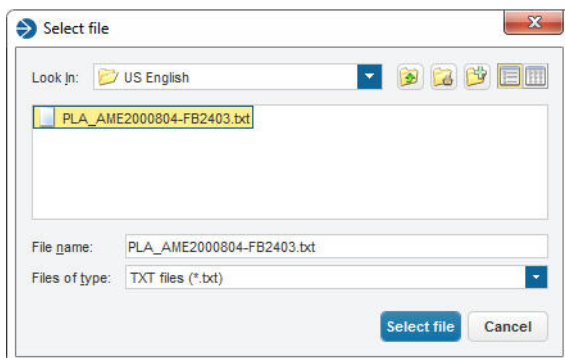 Select file
Look In: US English
PLA_AME2000804-FB2403.txt
File name: PLA_AME2000804-FB2403.txt
Files of type: TXT files (*.txt)
Select file Cancel